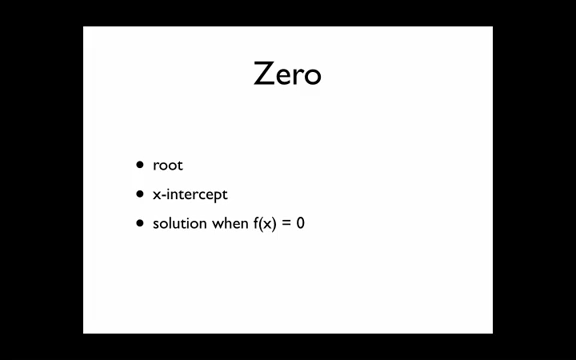 Zero
• root
• x-intercept
• solution when f(x) = 0